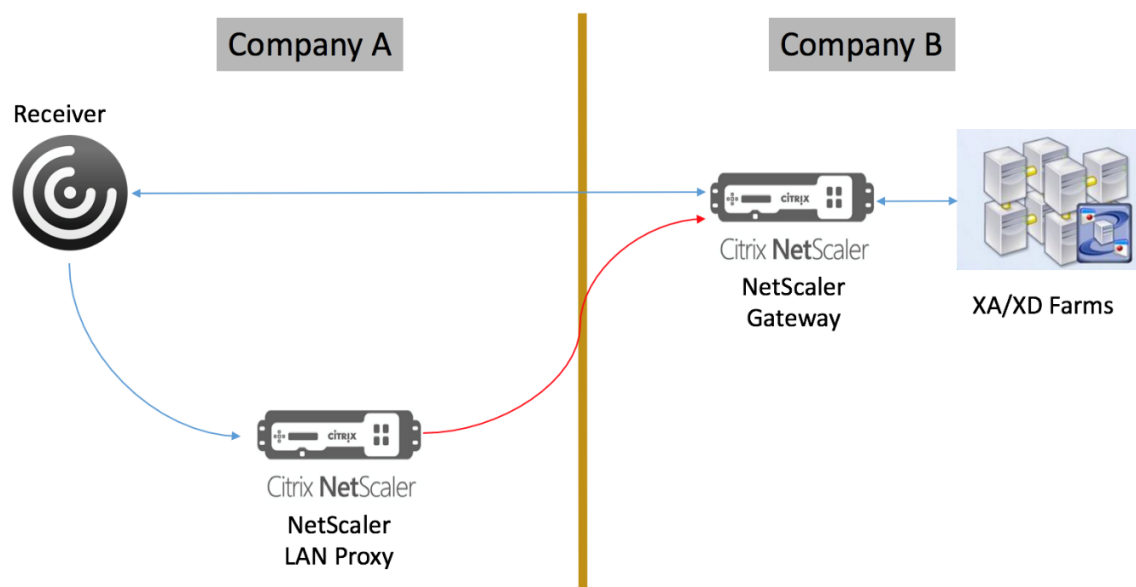 Company A
Company B
Receiver
CITRIX
Citrix NetScaler
NetScaler
Gateway
XA/XD Farms
CITRIX
Citrix NetScaler
NetScaler
LAN Proxy